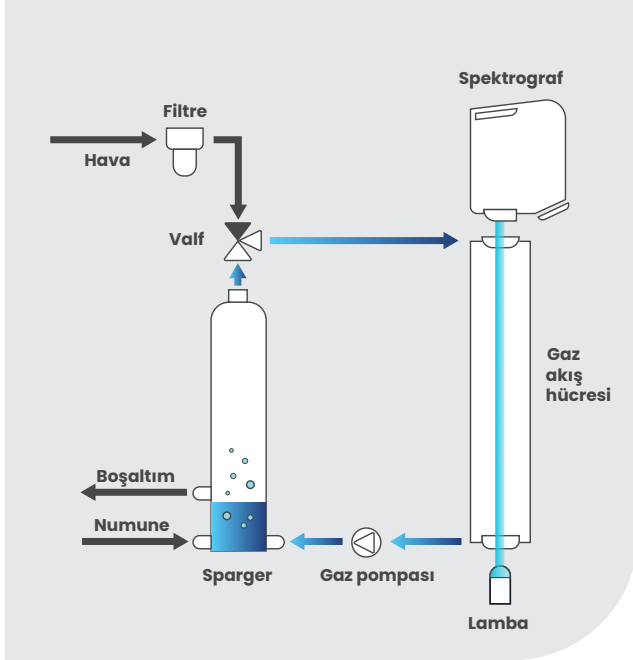 Spektrograf
Filtre
Hava
Valf
Gaz
akış
hücresi
Boşaltım
Numune
Sparger
Gaz pompası
Lamba